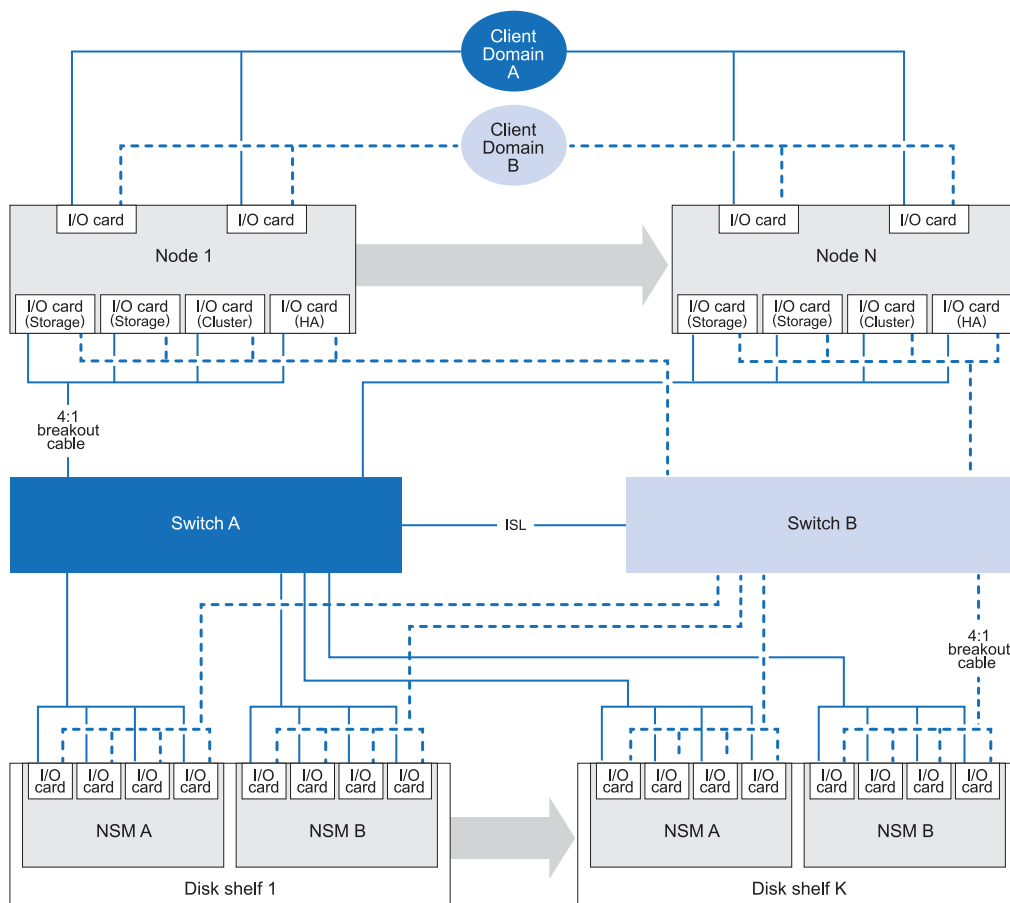 Client
Domain
A
Client
Domain
B
I/O card
I/O card
I/O card
I/O card
Node 1
Node N
I/O card
(Storage)
I/O card
(Storage)
I/O card
(Cluster)
I/O card
(HA)
I/O card
(Storage)
I/O card
(Storage)
I/O card
(Cluster)
I/O card
(HA)
4:1
breakout
cable
Switch A
ISL
Switch B
4:1
breakout
cable
I/O
card
I/O
card
I/O
card
I/O
card
I/O
card
I/O
card
I/O
card
I/O
card
I/O
card
I/O
card
I/O
card
I/O
card
I/O
card
I/O
card
I/O
card
I/O
card
NSM A
NSM B
NSM A
NSM B
Disk shelf 1
Disk shelf K